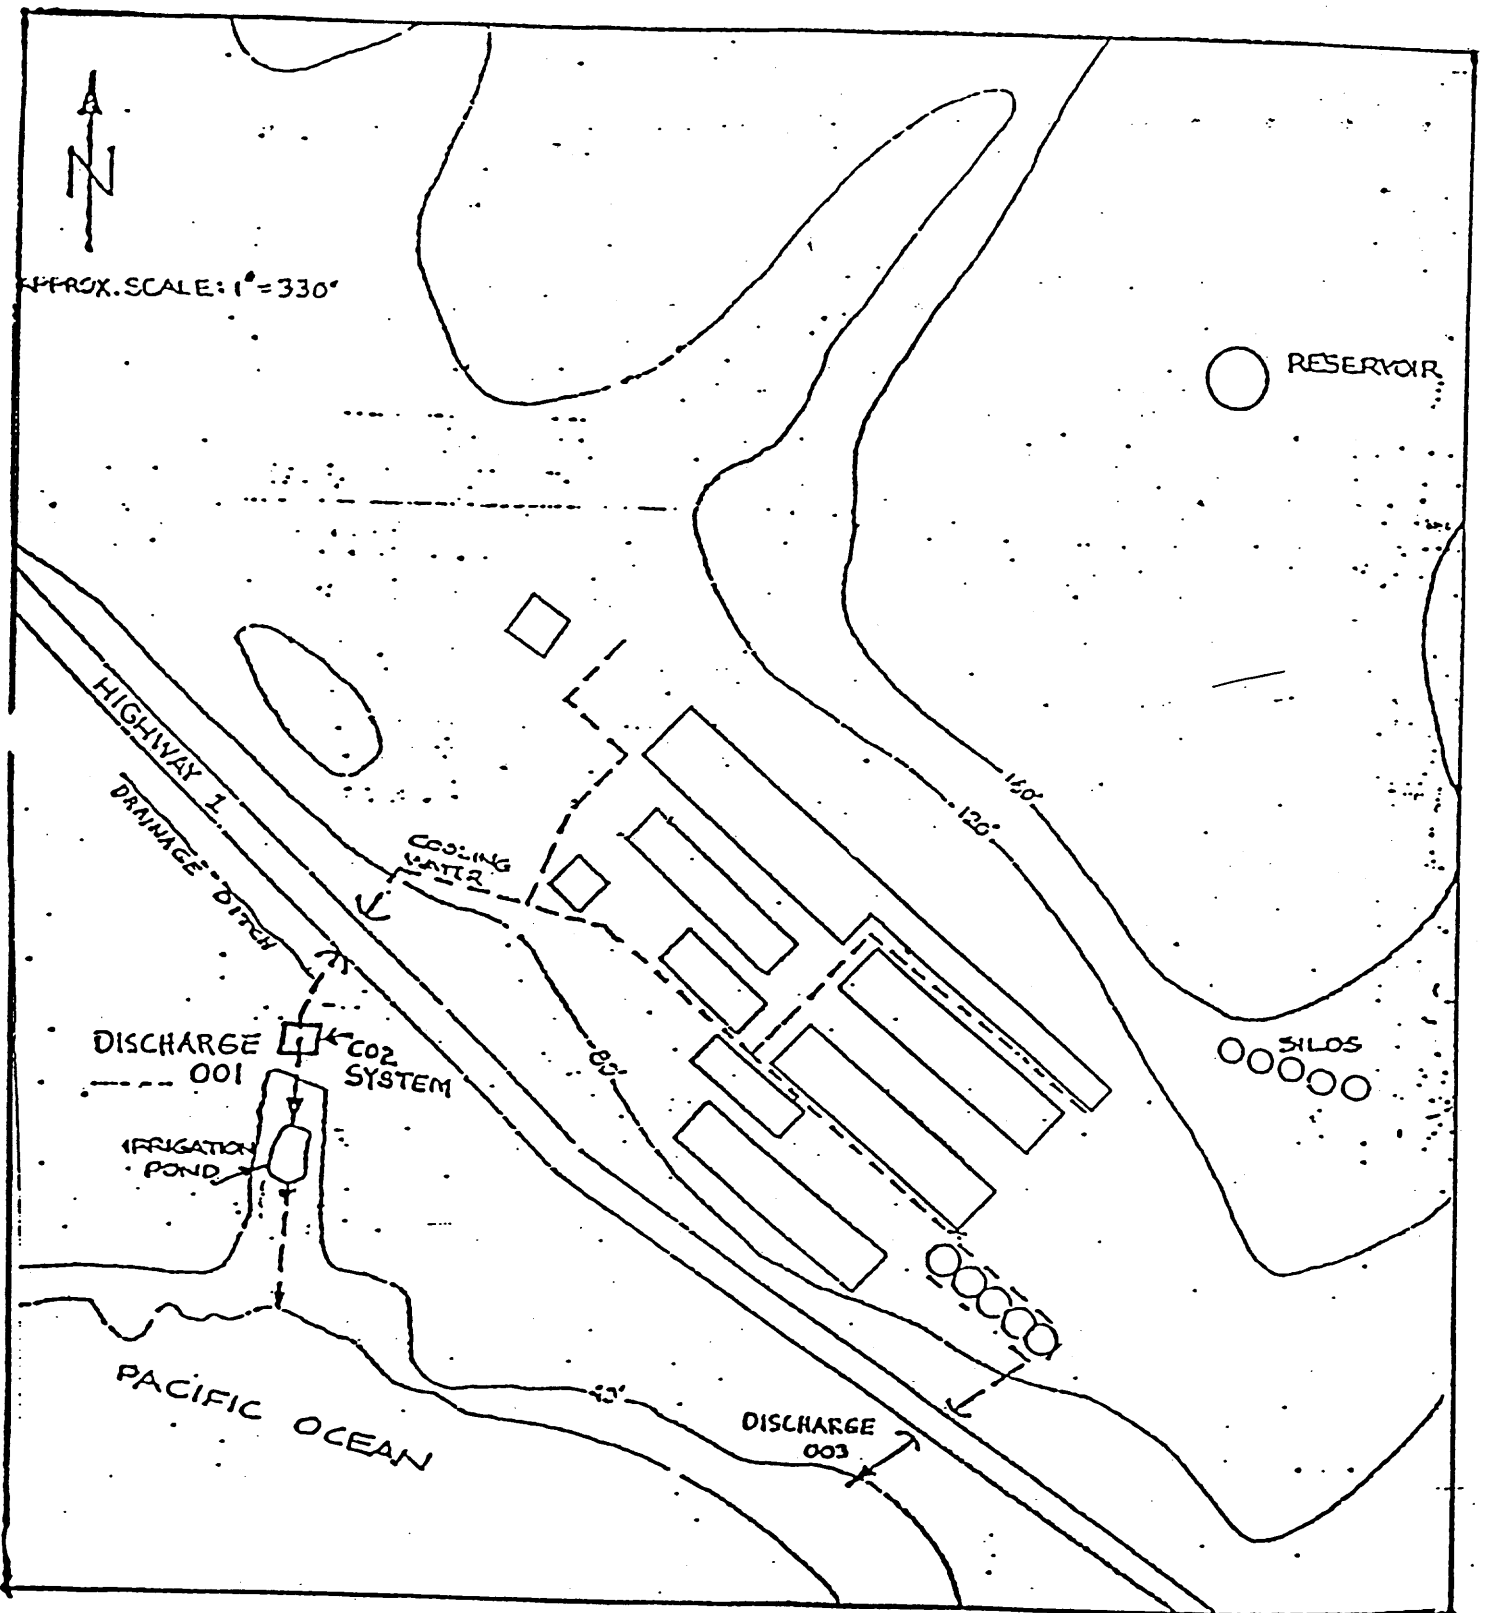 N
APPROX. SCALE: 1" = 330'
RESERVOIR
HIGHWAY 1
DRAINAGE DITCH
COOLING
WATER
160'
120'
80'
SILOS
DISCHARGE
001
CO2
SYSTEM
IRRIGATION
POND
PACIFIC OCEAN
40'
DISCHARGE
003